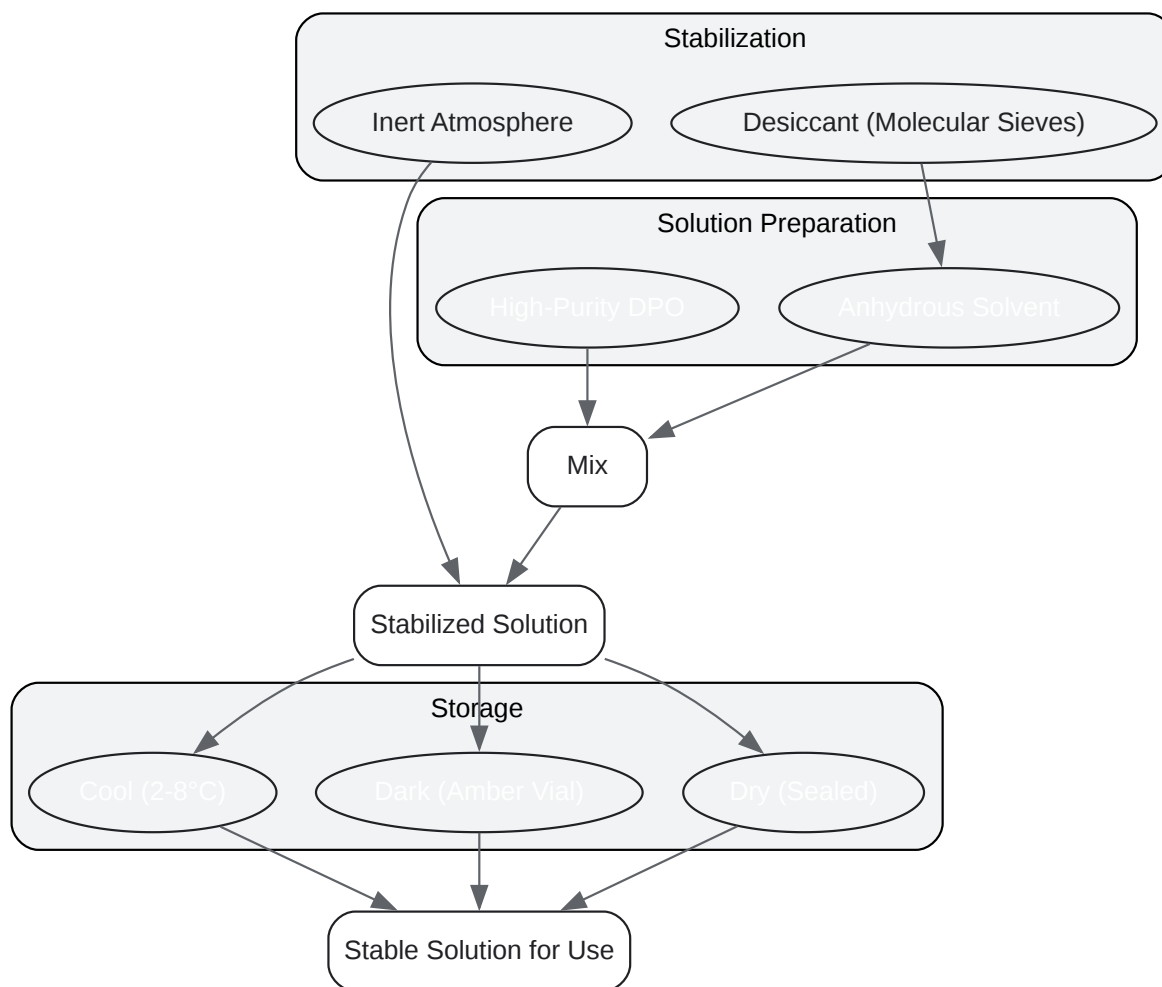 Stabilization
Inert Atmosphere
Desiccant (Molecular Sieves)
Solution Preparation
High-Purity DPO
Anhydrous Solvent
Mix
Stabilized Solution
Storage
Cool (2-8°C)
Dark (Amber Vial)
Dry (Sealed)
Stable Solution for Use